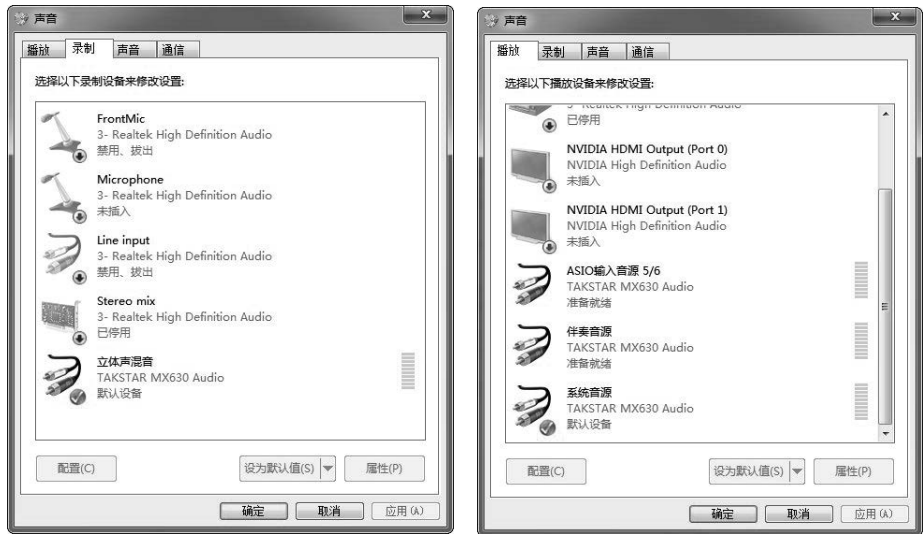 声音
播放
录制
声音
通信
选择以下录制设备来修改设置:
FrontMic
3- Realtek High Definition Audio
禁用、拔出
Microphone
3- Realtek High Definition Audio
未插入
Line input
3- Realtek High Definition Audio
禁用、拔出
Stereo mix
3- Realtek High Definition Audio
已停用
立体声混音
TAKSTAR MX630 Audio
默认设备
配置(C)
设为默认值(S)
属性(P)
确定
取消
应用(A)
声音
播放
录制
声音
通信
选择以下播放设备来修改设置:
3- Realtek High Definition Audio
已停用
NVIDIA HDMI Output (Port 0)
NVIDIA High Definition Audio
未插入
NVIDIA HDMI Output (Port 1)
NVIDIA High Definition Audio
未插入
ASIO输入音源 5/6
TAKSTAR MX630 Audio
准备就绪
伴奏音源
TAKSTAR MX630 Audio
准备就绪
系统音源
TAKSTAR MX630 Audio
默认设备
配置(C)
设为默认值(S)
属性(P)
确定
取消
应用(A)